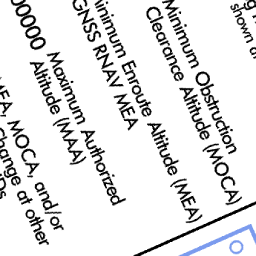 shown
Minimum Obstruction
Clearance Altitude (MOCA)
Minimum Enroute Altitude (MEA)
GNSS RNAV MEA
00000
Maximum Authorized
Altitude (MAA)
MEA, MOCA, and/or
Change at other